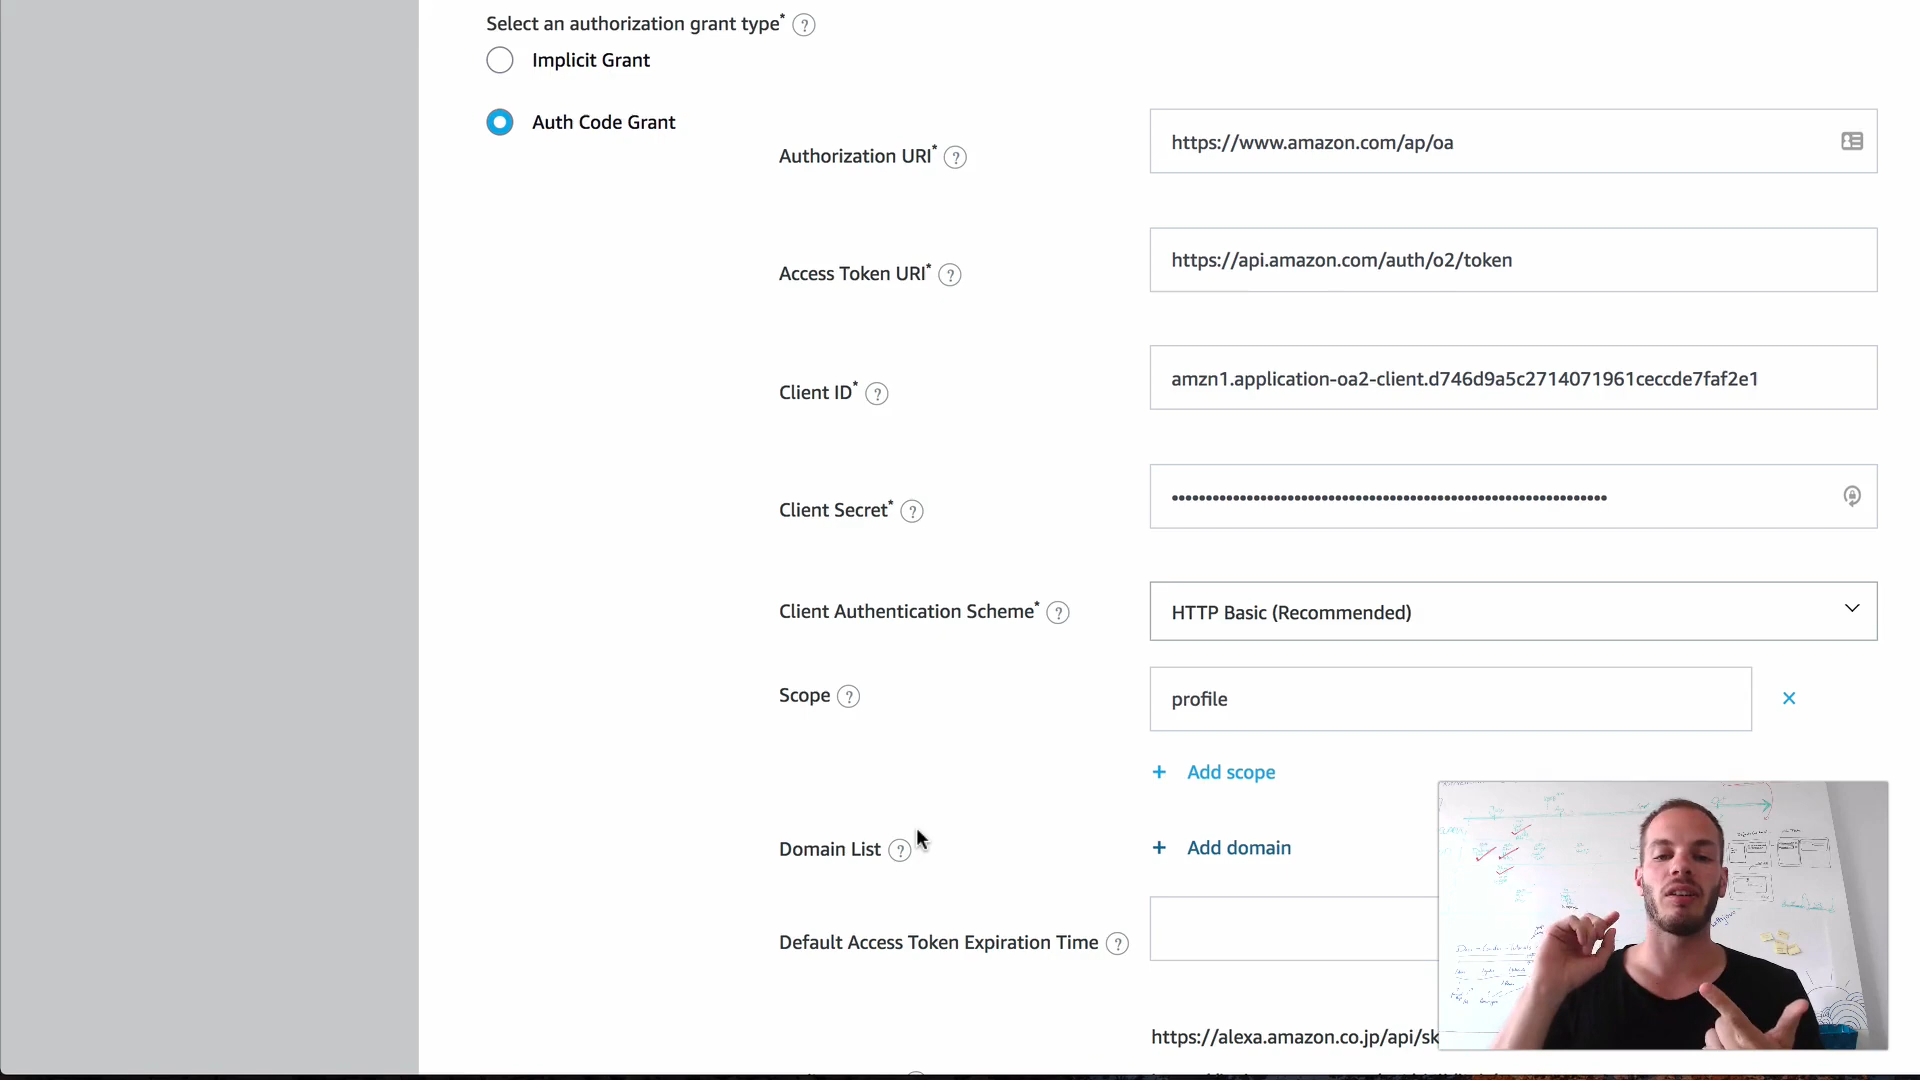 Select an authorization grant type*
Implicit Grant
Auth Code Grant
Authorization URI*
https://www.amazon.com/ap/oa
Access Token URI*
https://api.amazon.com/auth/o2/token
Client ID*
amzn1.application-oa2-client.d746d9a5c2714071961ceccde7faf2e1
Client Secret*
••••••••••••••••••••••••••••••••••••••••••••••••••••••••••••••••
Client Authentication Scheme*
HTTP Basic (Recommended)
Scope
profile
+ Add scope
Domain List
+ Add domain
Default Access Token Expiration Time
https://alexa.amazon.co.jp/api/sk